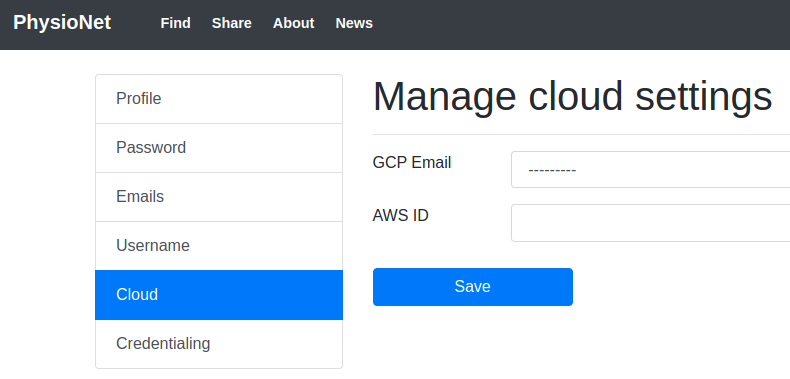 PhysioNet Find Share About News
Profile
Password
Emails
Username
Cloud
Credentialing
Manage cloud settings
GCP Email ---------
AWS ID
Save